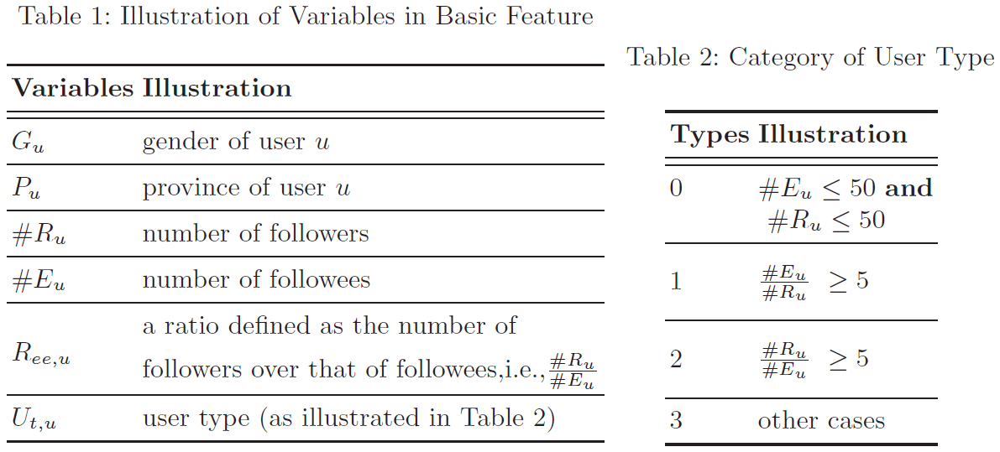 Table 1: Illustration of Variables in Basic Feature
Variables Illustration
G_u gender of user u
P_u province of user u
#R_u number of followers
#E_u number of followees
R_{ee,u} a ratio defined as the number of
followers over that of followees,i.e., \frac{#R_u}{#E_u}
U_{t,u} user type (as illustrated in Table 2)
Table 2: Category of User Type
Types Illustration
0 #E_u ≤ 50 and
#R_u ≤ 50
1 \frac{#E_u}{#R_u} ≥ 5
2 \frac{#R_u}{#E_u} ≥ 5
3 other cases